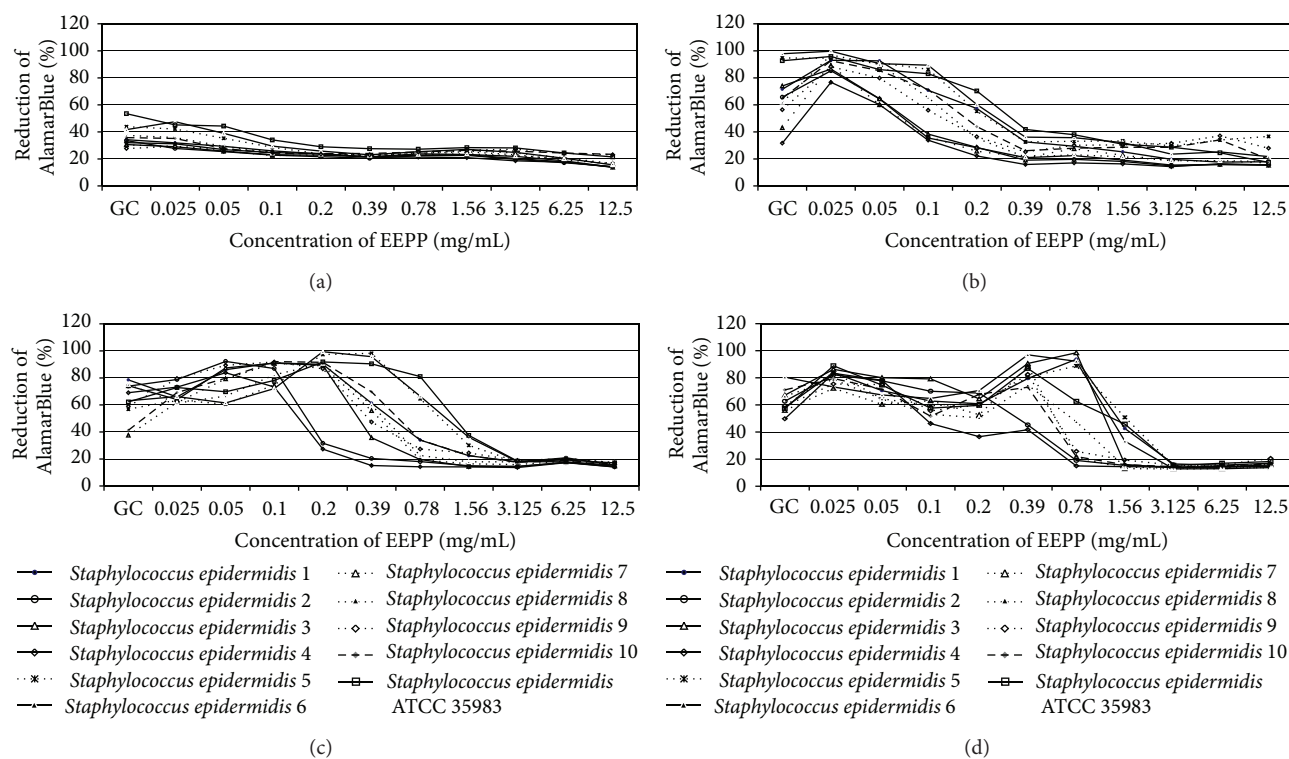 120
100
80
60
40
20
0
Reduction of
AlamarBlue (%)
GC 0.025 0.05 0.1 0.2 0.39 0.78 1.56 3.125 6.25 12.5
Concentration of EEPP (mg/mL)
(a)
120
100
80
60
40
20
0
Reduction of
AlamarBlue (%)
GC 0.025 0.05 0.1 0.2 0.39 0.78 1.56 3.125 6.25 12.5
Concentration of EEPP (mg/mL)
(b)
120
100
80
60
40
20
0
Reduction of
AlamarBlue (%)
GC 0.025 0.05 0.1 0.2 0.39 0.78 1.56 3.125 6.25 12.5
Concentration of EEPP (mg/mL)
Staphylococcus epidermidis 1
Staphylococcus epidermidis 2
Staphylococcus epidermidis 3
Staphylococcus epidermidis 4
Staphylococcus epidermidis 5
Staphylococcus epidermidis 6
Staphylococcus epidermidis 7
Staphylococcus epidermidis 8
Staphylococcus epidermidis 9
Staphylococcus epidermidis 10
Staphylococcus epidermidis
ATCC 35983
(c)
120
100
80
60
40
20
0
Reduction of
AlamarBlue (%)
GC 0.025 0.05 0.1 0.2 0.39 0.78 1.56 3.125 6.25 12.5
Concentration of EEPP (mg/mL)
Staphylococcus epidermidis 1
Staphylococcus epidermidis 2
Staphylococcus epidermidis 3
Staphylococcus epidermidis 4
Staphylococcus epidermidis 5
Staphylococcus epidermidis 6
Staphylococcus epidermidis 7
Staphylococcus epidermidis 8
Staphylococcus epidermidis 9
Staphylococcus epidermidis 10
Staphylococcus epidermidis
ATCC 35983
(d)